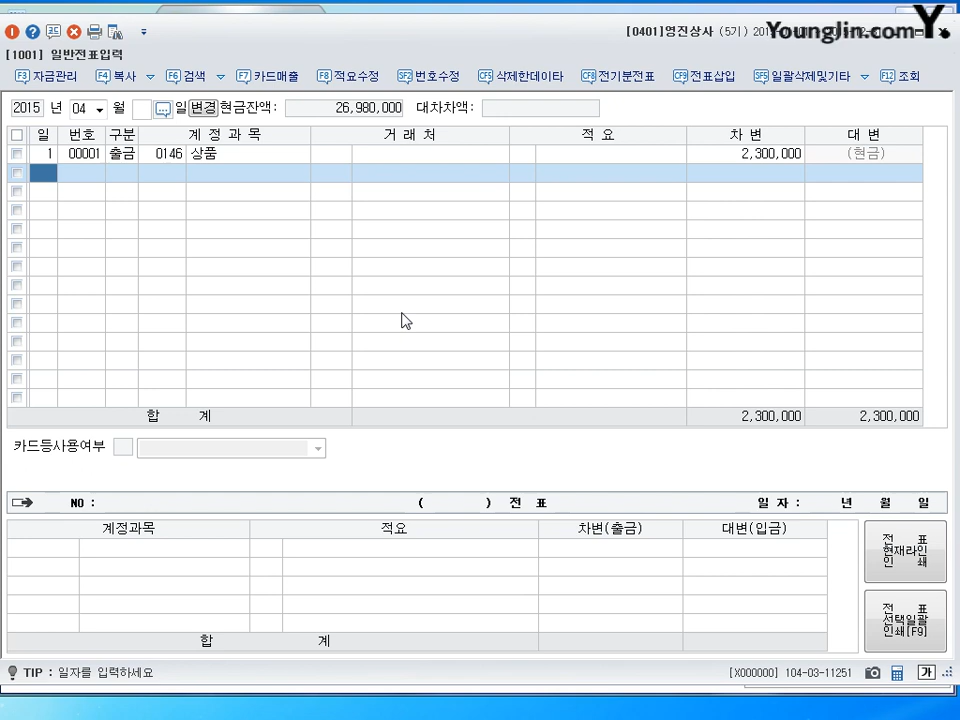 Younglin.com Y.
[0401]영진상사 (5기)
[1001] 일반전표입력
F3 자금관리 F4 복사 F6 검색 F7 카드매출 F8 적요수정 SF2 번호수정 CF5 삭제한데이타 CF8 전기분전표 CF9 전표삽입 SF5 일괄삭제및기타 F12 조회
2015 년 04 월 일 변경 현금잔액: 26,980,000 대차차액:
일 번호 구분 계 정 과 목 거 래 처 적 요 차 변 대 변
1 00001 출금 0146 상품 2,300,000 (현금)
합 계 2,300,000 2,300,000
카드등사용여부
NO : ( ) 전 표 일 자 : 년 월 일
계정과목 적요 차변(출금) 대변(입금)
전 표
현재라인
인 쇄
전 표
선택일괄
인쇄[F9]
합 계
TIP : 일자를 입력하세요 [X000000] 104-03-11251 가